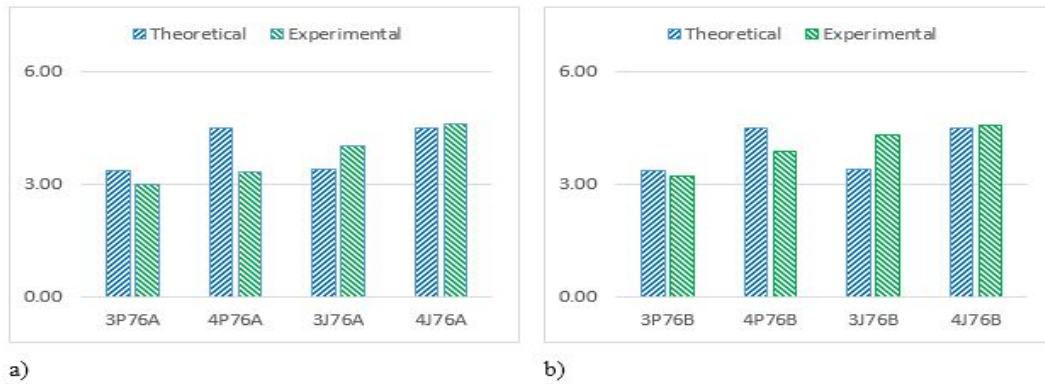 Theoretical Experimental
6.00
3.00
0.00
3P76A 4P76A 3J76A 4J76A
a)
Theoretical Experimental
6.00
3.00
0.00
3P76B 4P76B 3J76B 4J76B
b)